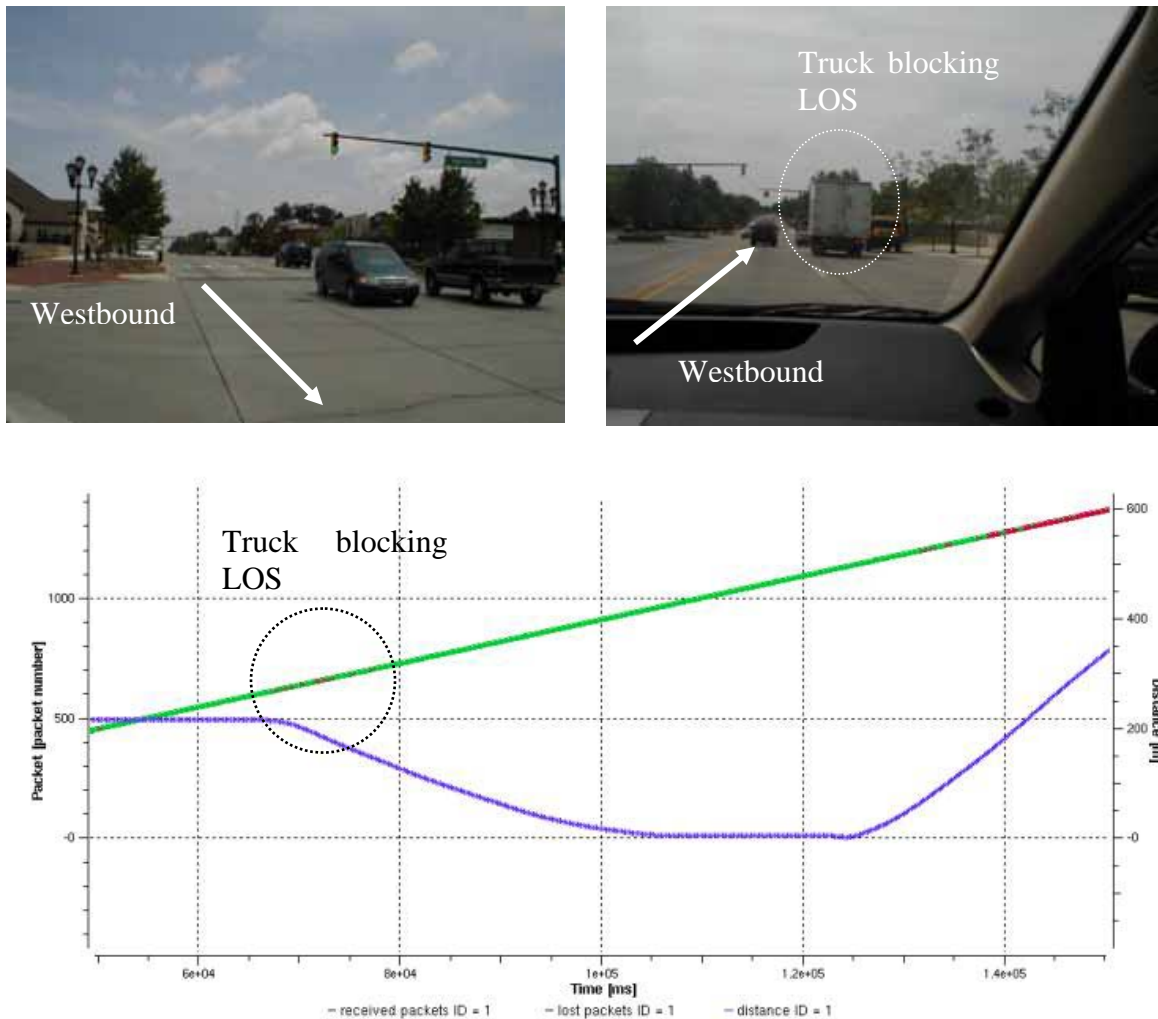 Truck blocking
LOS
Westbound
Westbound
Truck blocking
LOS
Packet [packet number]
1000
500
-0
600
400
200
-0
Distance [m]
6e+04
8e+04
1e+05
1.2e+05
1.4e+05
Time [ms]
– received packets ID = 1 – lost packets ID = 1 – distance ID = 1